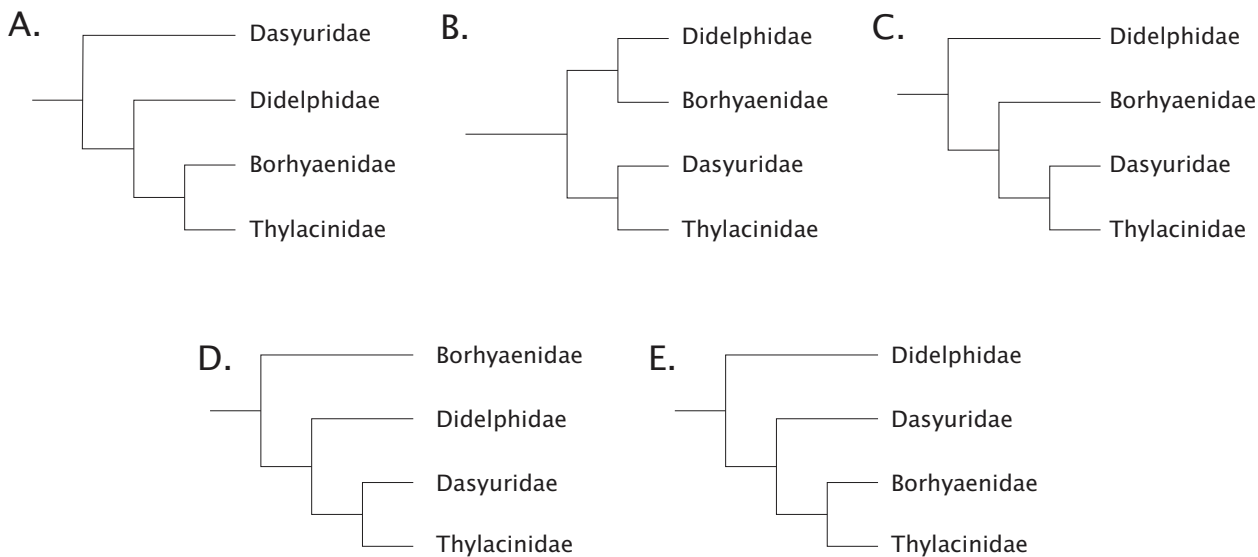 A.
Dasyuridae
Didelphidae
Borhyaenidae
Thylacinidae
B.
Didelphidae
Borhyaenidae
Dasyuridae
Thylacinidae
C.
Didelphidae
Borhyaenidae
Dasyuridae
Thylacinidae
D.
Borhyaenidae
Didelphidae
Dasyuridae
Thylacinidae
E.
Didelphidae
Dasyuridae
Borhyaenidae
Thylacinidae